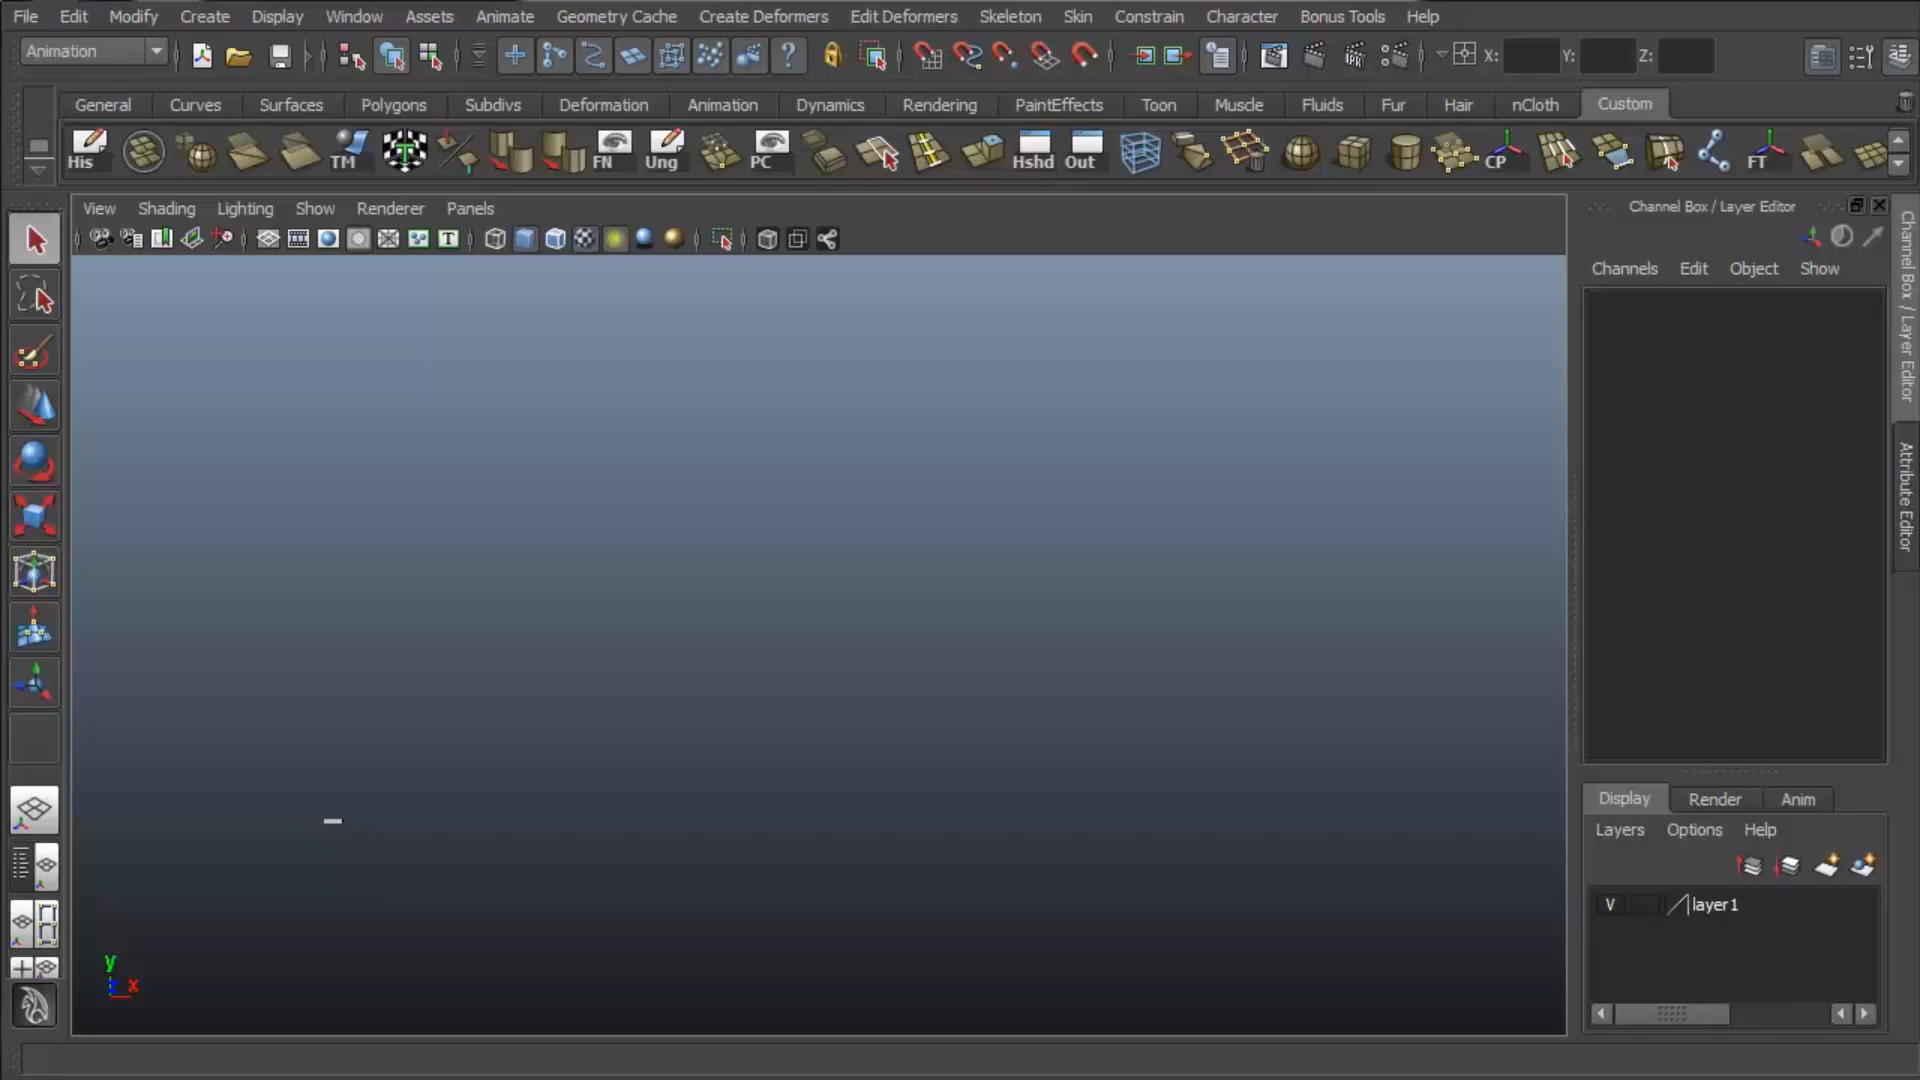 File Edit Modify Create Display Window Assets Animate Geometry Cache Create Deformers Edit Deformers Skeleton Skin Constrain Character Bonus Tools Help
Animation
IPR
X:
Y:
Z:
General Curves Surfaces Polygons Subdivs Deformation Animation Dynamics Rendering PaintEffects Toon Muscle Fluids Fur Hair nCloth Custom
His TM FN Ung PC Hshd Out CP FT
View Shading Lighting Show Renderer Panels
Channel Box / Layer Editor
Channels Edit Object Show
Channel Box / Layer Editor
Attribute Editor
Display Render Anim
Layers Options Help
V layer1
y
x